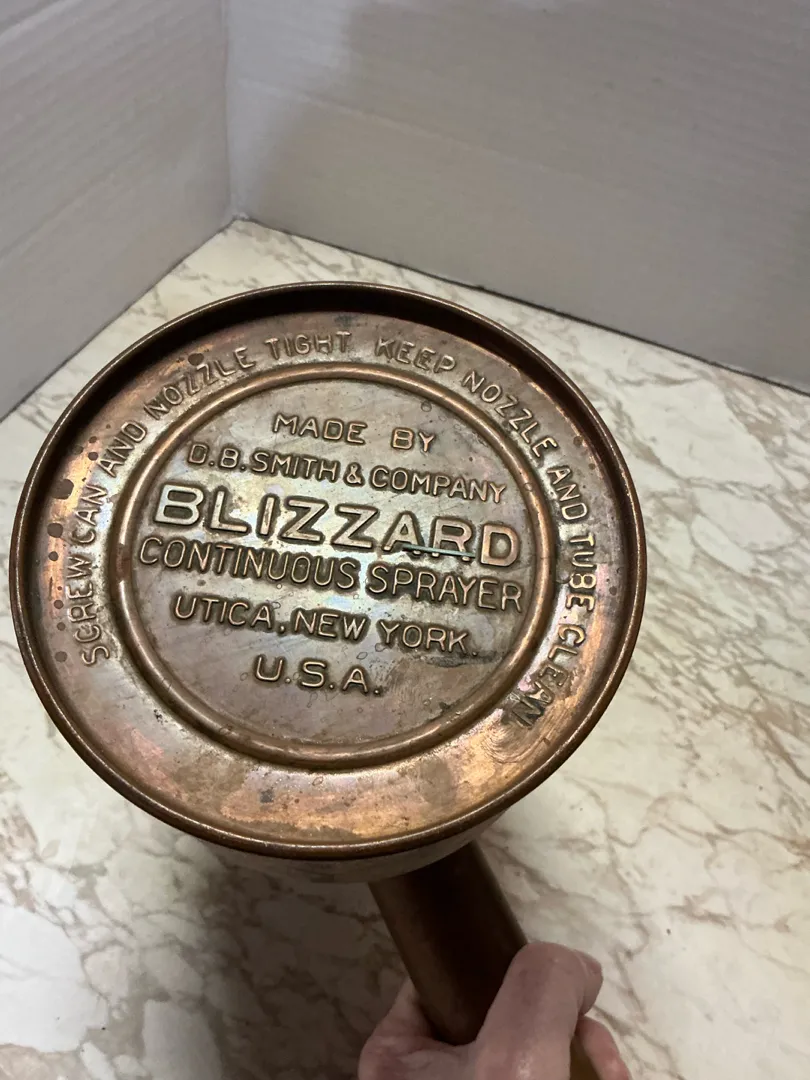 SCREW CAN AND NOZZLE TIGHT KEEP NOZZLE AND TUBE CLEAN
MADE BY
D.B. SMITH & COMPANY
BLIZZARD
CONTINUOUS SPRAYER
UTICA, NEW YORK.
U.S.A.